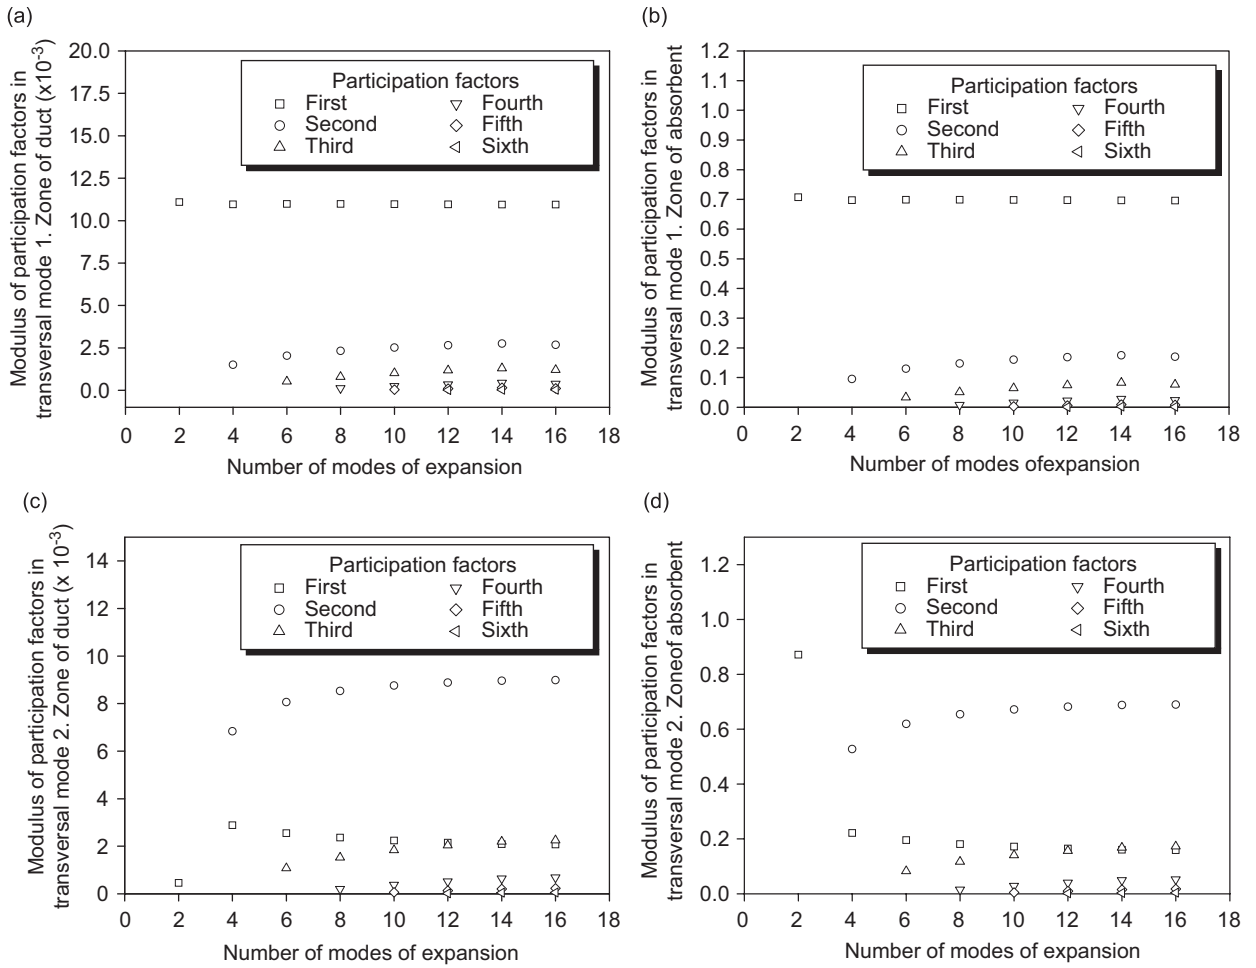 (a)
Modulus of participation factors in
transversal mode 1. Zone of duct (x10-3)
20.0
17.5
15.0
12.5
10.0
7.5
5.0
2.5
0.0
Participation factors
First
Second
Third
Fourth
Fifth
Sixth
0 2 4 6 8 10 12 14 16 18
Number of modes of expansion
(b)
Modulus of participation factors in
transversal mode 1. Zone of absorbent
1.2
1.1
1.0
0.9
0.8
0.7
0.6
0.5
0.4
0.3
0.2
0.1
0.0
Participation factors
First
Second
Third
Fourth
Fifth
Sixth
0 2 4 6 8 10 12 14 16 18
Number of modes ofexpansion
(c)
Modulus of participation factors in
transversal mode 2. Zone of duct (x 10-3)
14
12
10
8
6
4
2
0
Participation factors
First
Second
Third
Fourth
Fifth
Sixth
0 2 4 6 8 10 12 14 16 18
Number of modes of expansion
(d)
Modulus of participation factors in
transversal mode 2. Zoneof absorbent
1.2
1.0
0.8
0.6
0.4
0.2
0.0
Participation factors
First
Second
Third
Fourth
Fifth
Sixth
0 2 4 6 8 10 12 14 16 18
Number of modes of expansion